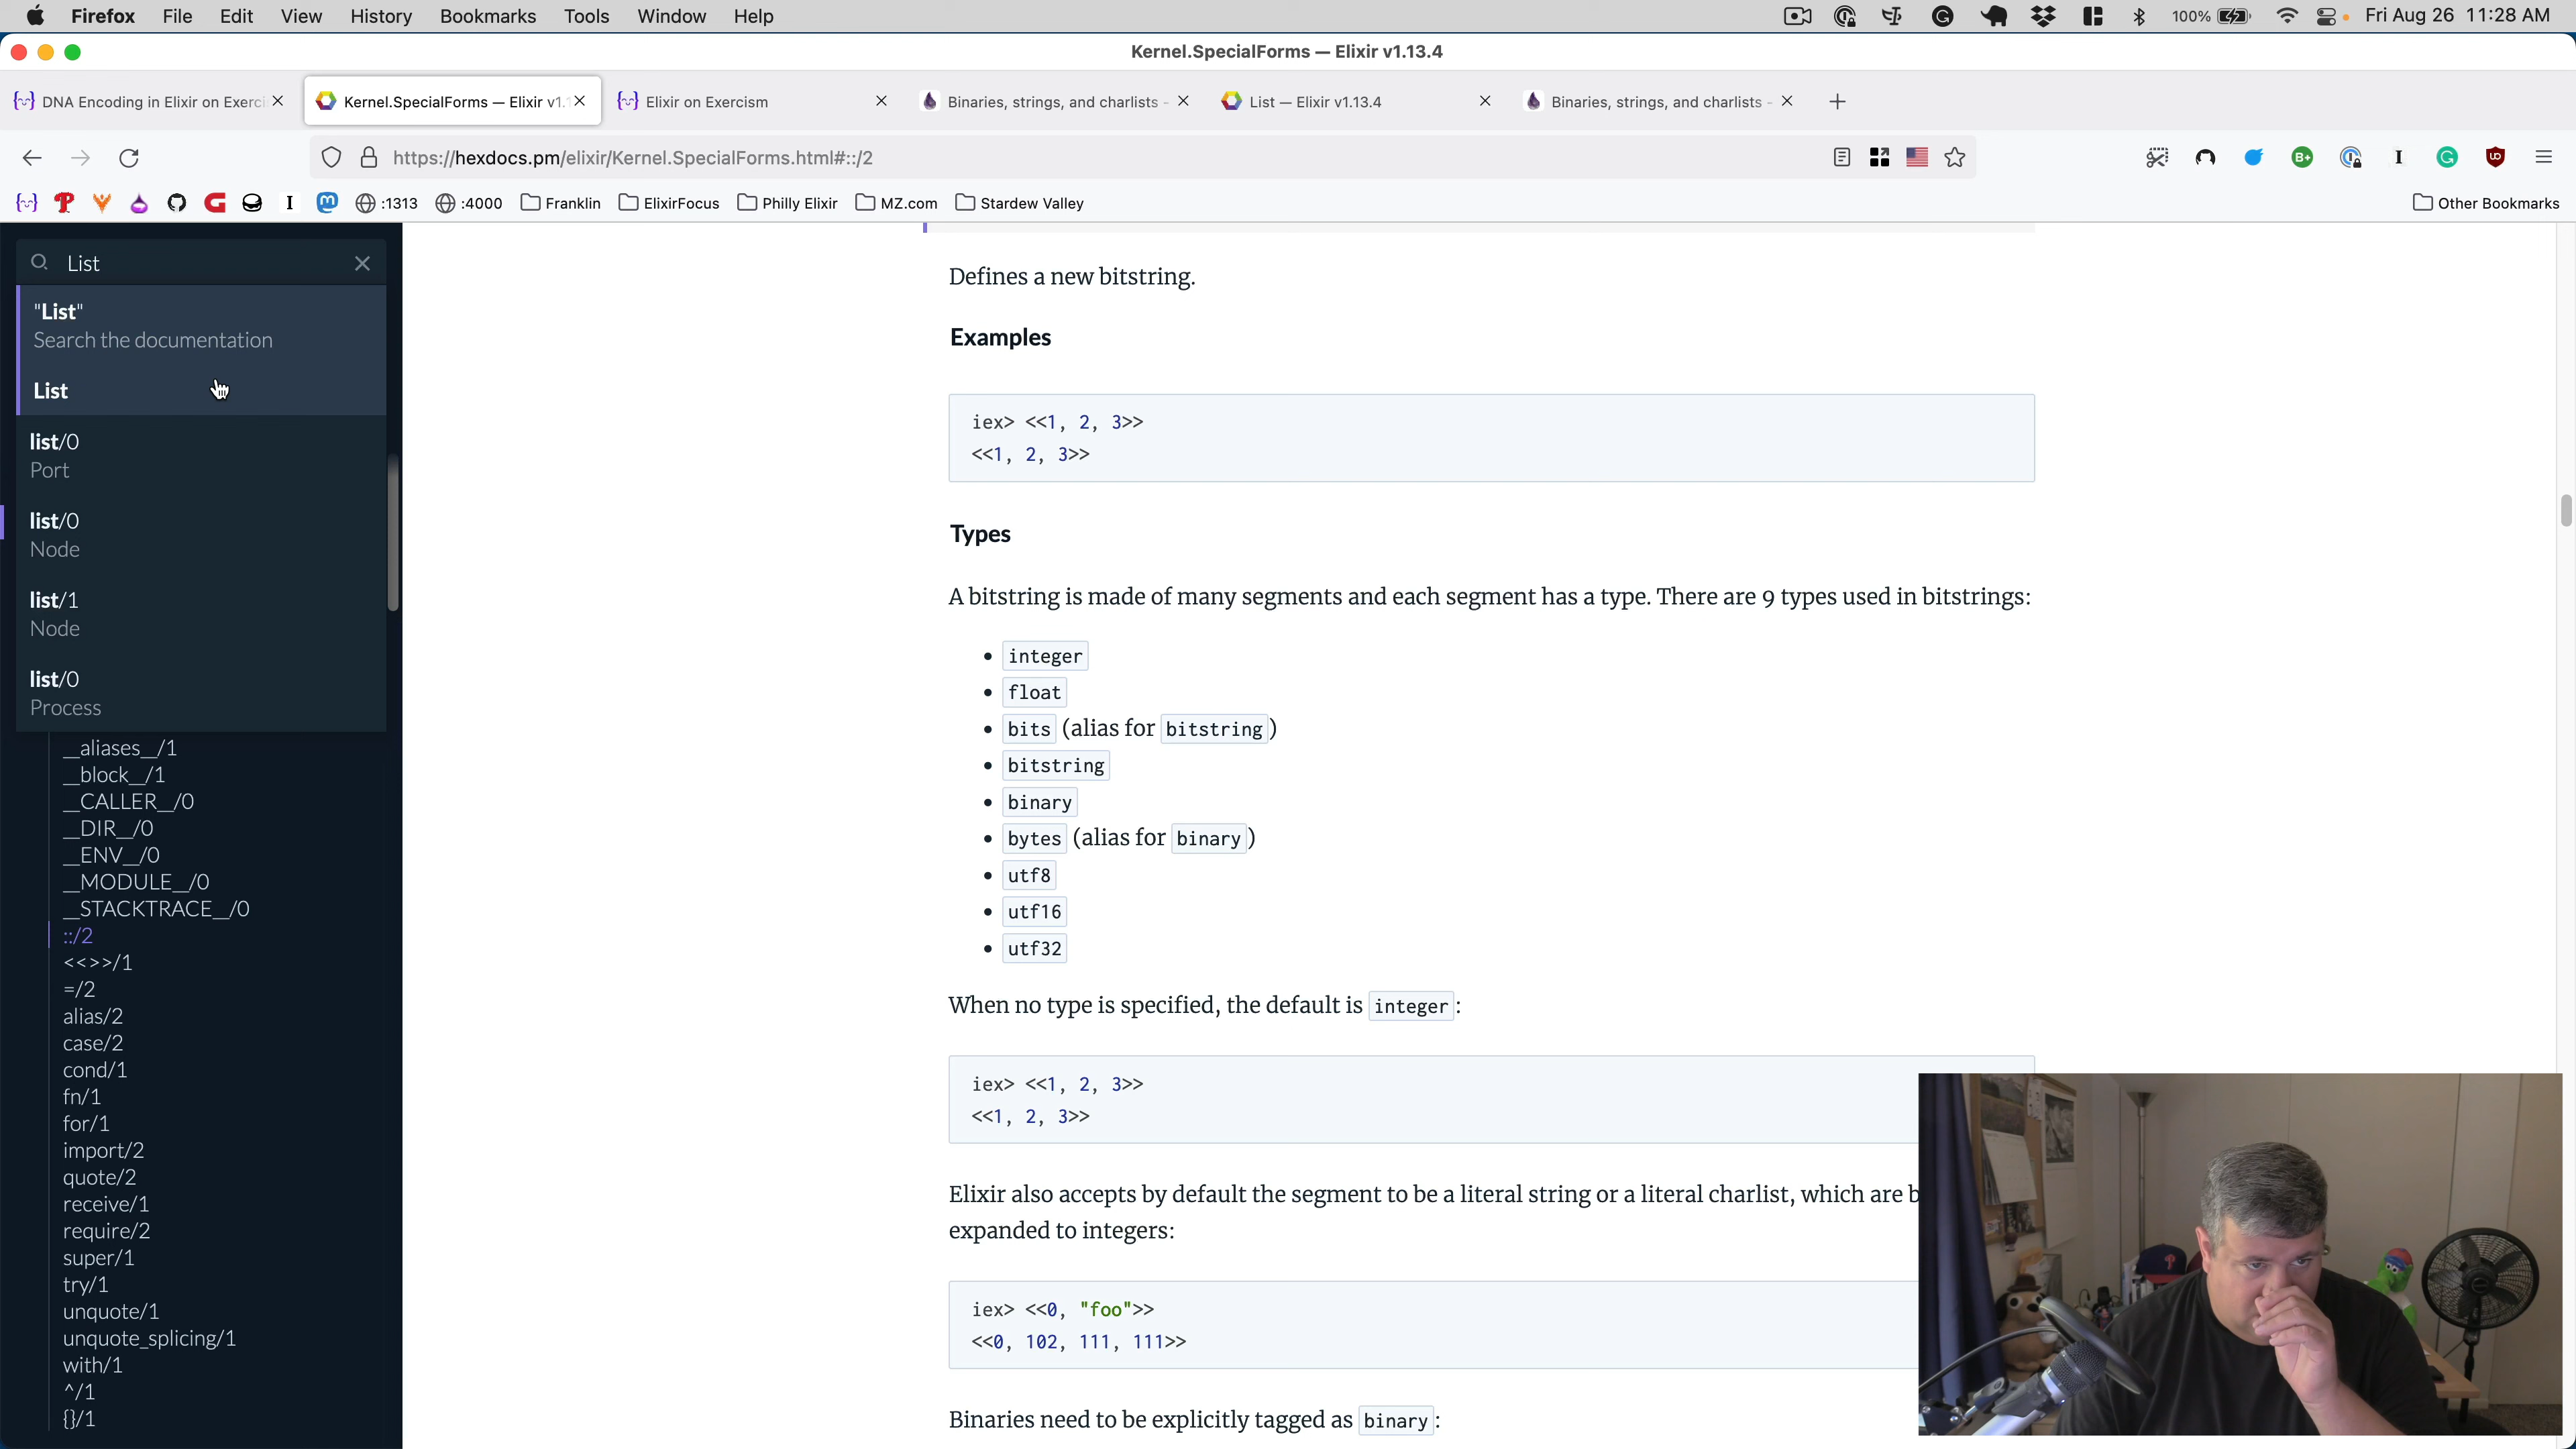 Firefox File Edit View History Bookmarks Tools Window Help 100% Fri Aug 26 11:28 AM
Kernel.SpecialForms — Elixir v1.13.4
DNA Encoding in Elixir on Exerci Kernel.SpecialForms — Elixir v1.1 Elixir on Exercism Binaries, strings, and charlists - List — Elixir v1.13.4 Binaries, strings, and charlists -
https://hexdocs.pm/elixir/Kernel.SpecialForms.html#::/2
:1313 :4000 Franklin ElixirFocus Philly Elixir MZ.com Stardew Valley Other Bookmarks
List
"List"
Search the documentation
List
list/0
Port
list/0
Node
list/1
Node
list/0
Process
__aliases__/1
__block__/1
__CALLER__/0
__DIR__/0
__ENV__/0
__MODULE__/0
__STACKTRACE__/0
::/2
<<>>/1
=/2
alias/2
case/2
cond/1
fn/1
for/1
import/2
quote/2
receive/1
require/2
super/1
try/1
unquote/1
unquote_splicing/1
with/1
^/1
{}/1
Defines a new bitstring.
Examples
iex> <<1, 2, 3>>
<<1, 2, 3>>
Types
A bitstring is made of many segments and each segment has a type. There are 9 types used in bitstrings:
• integer
• float
• bits (alias for bitstring)
• bitstring
• binary
• bytes (alias for binary)
• utf8
• utf16
• utf32
When no type is specified, the default is integer:
iex> <<1, 2, 3>>
<<1, 2, 3>>
Elixir also accepts by default the segment to be a literal string or a literal charlist, which are b
expanded to integers:
iex> <<0, "foo">>
<<0, 102, 111, 111>>
Binaries need to be explicitly tagged as binary: